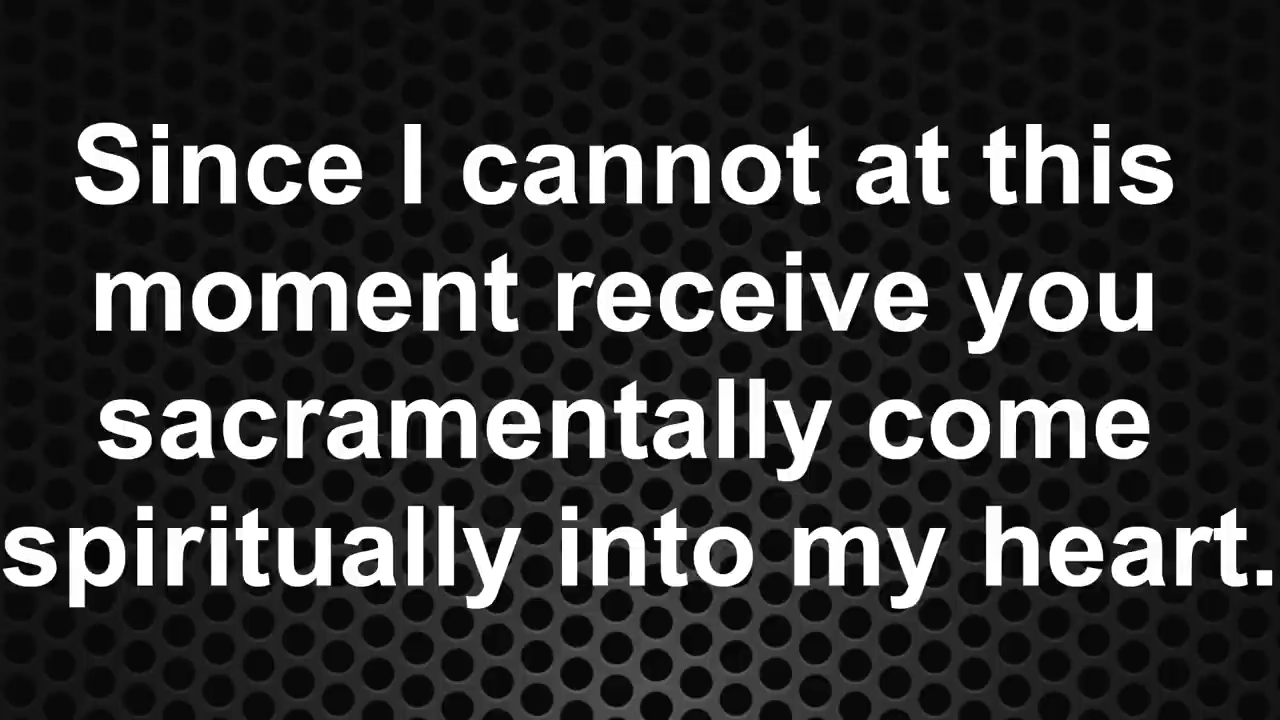 Since I cannot at this
moment receive you
sacramentally come
spiritually into my heart.